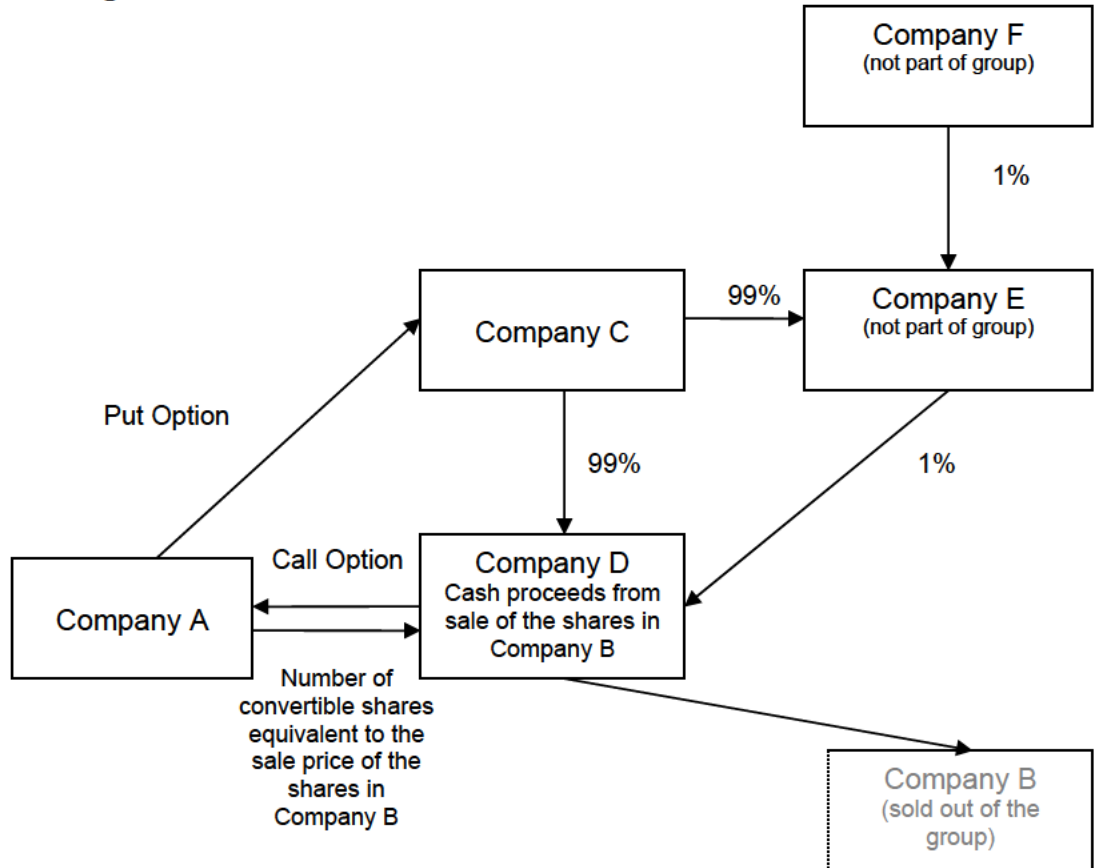 Company F
(not part of group)
1%
99%
Company E
(not part of group)
Company C
Put Option
99%
1%
Call Option
Company D
Cash proceeds from
sale of the shares in
Company B
Company A
Number of
convertible shares
equivalent to the
sale price of the
shares in
Company B
Company B
(sold out of the
group)